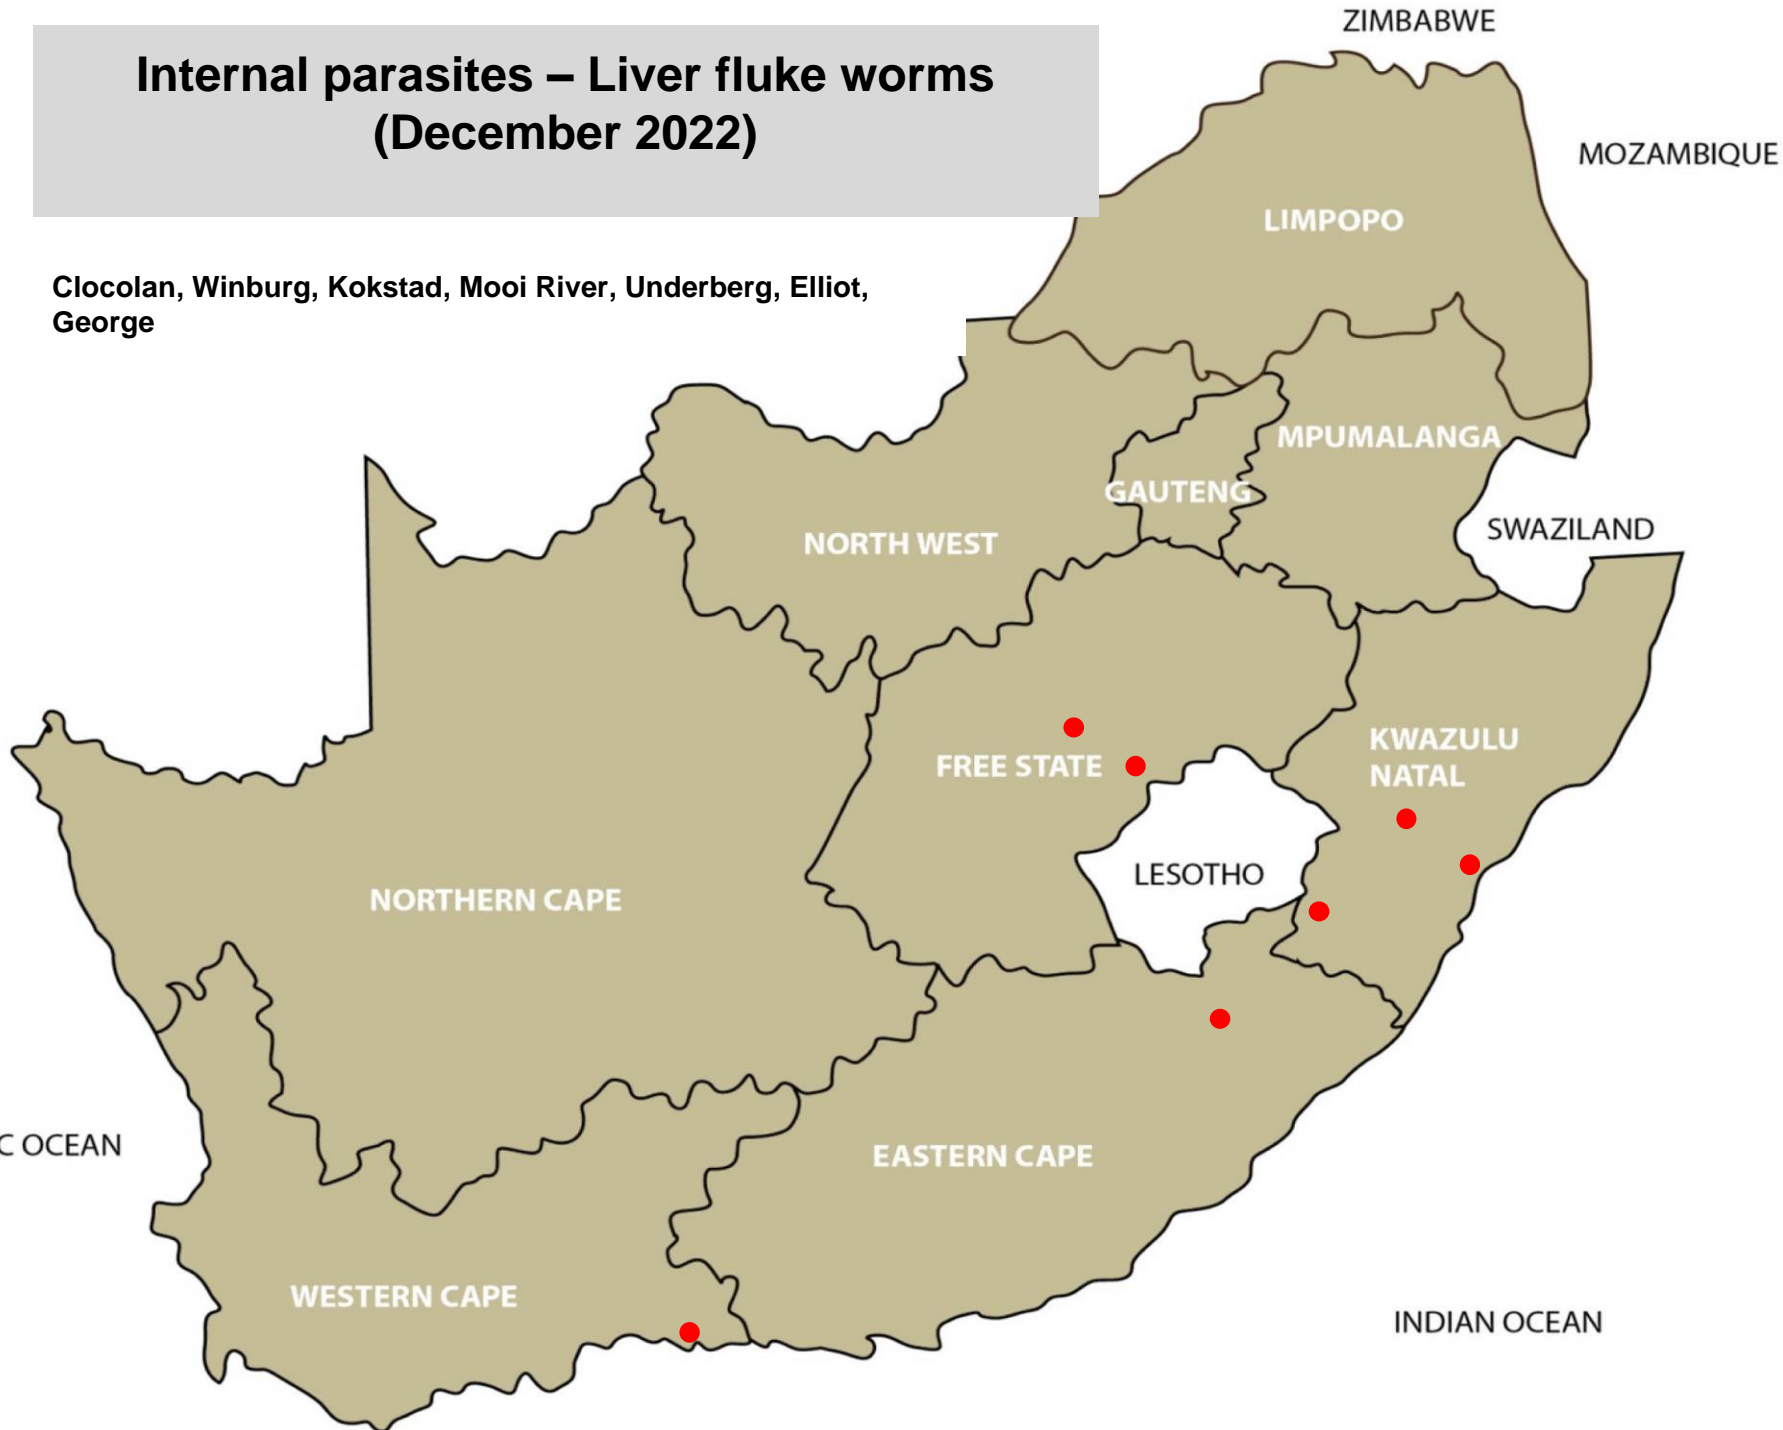 Internal parasites – Liver fluke worms
(December 2022)
Clocolan, Winburg, Kokstad, Mooi River, Underberg, Elliot,
George
ZIMBABWE
MOZAMBIQUE
LIMPOPO
MPUMALANGA
GAUTENG
NORTH WEST
SWAZILAND
KWAZULU
NATAL
FREE STATE
LESOTHO
NORTHERN CAPE
C OCEAN
EASTERN CAPE
WESTERN CAPE
INDIAN OCEAN